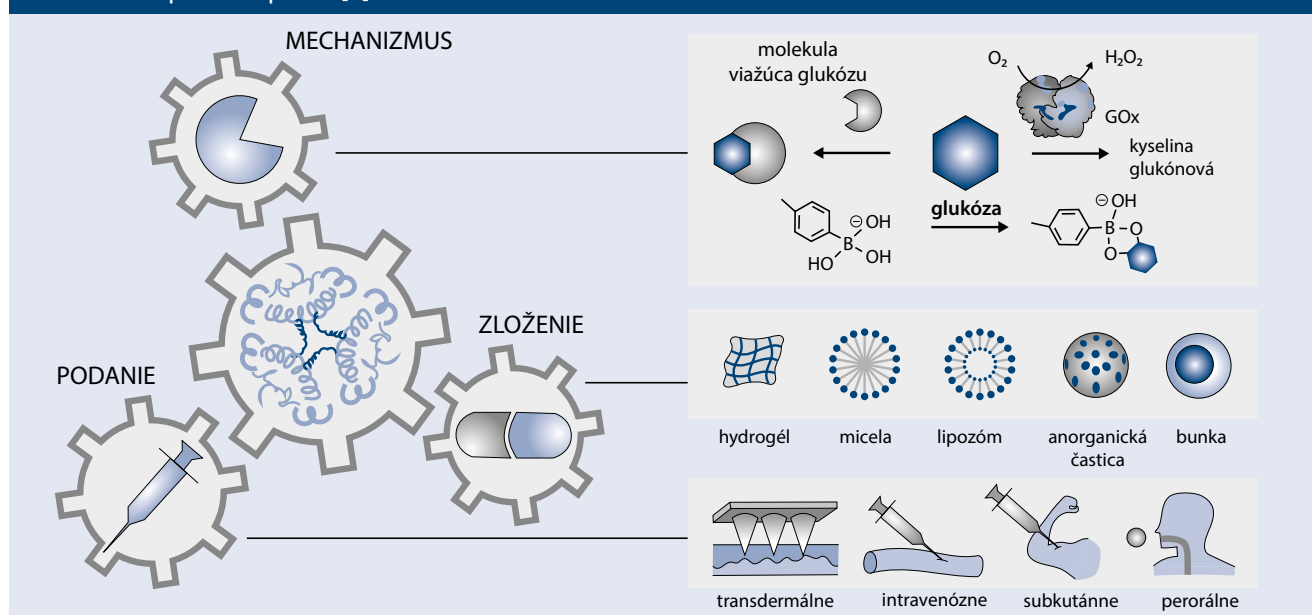 MECHANIZMUS
molekula
viažúca glukózu
O₂
H₂O₂
GOx
kyselina
glukónová
glukóza
⊖
OH
B
OH
HO
OH
⊖
OH
B
O
O
ZLOŽENIE
hydrogél
micela
lipozóm
anorganická
častica
bunka
PODANIE
transdermálne
intravenózne
subkutánne
perorálne